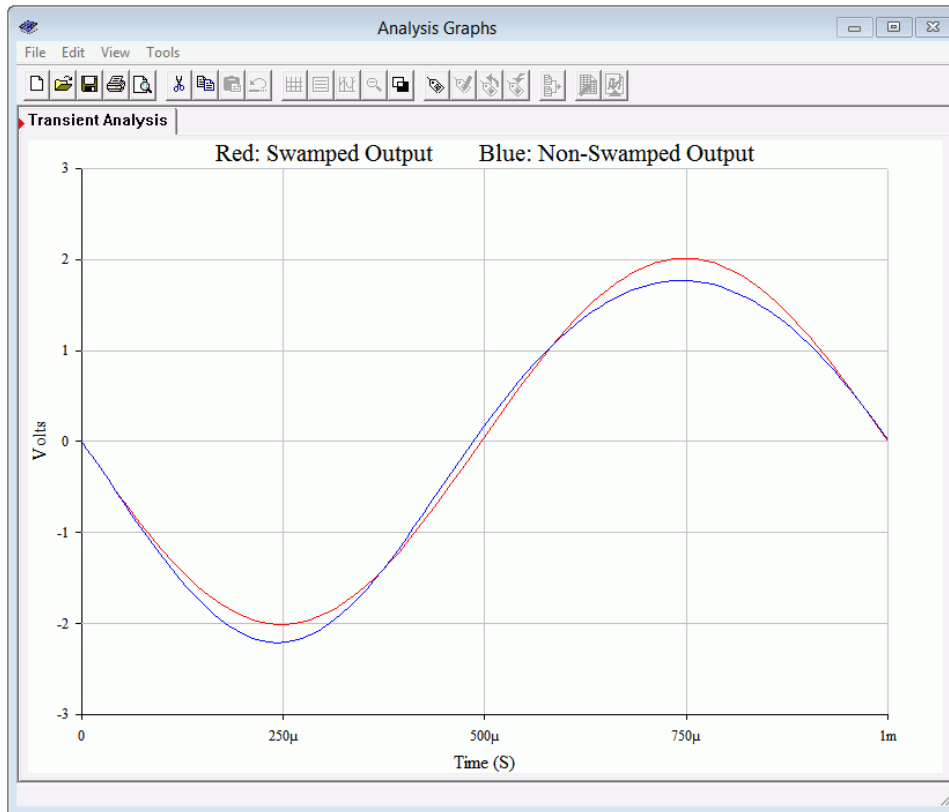 Analysis Graphs
File Edit View Tools
Transient Analysis
Red: Swamped Output Blue: Non-Swamped Output
3
2
1
0
-1
-2
-3
Volts
0 250µ 500µ 750µ 1m
Time (S)